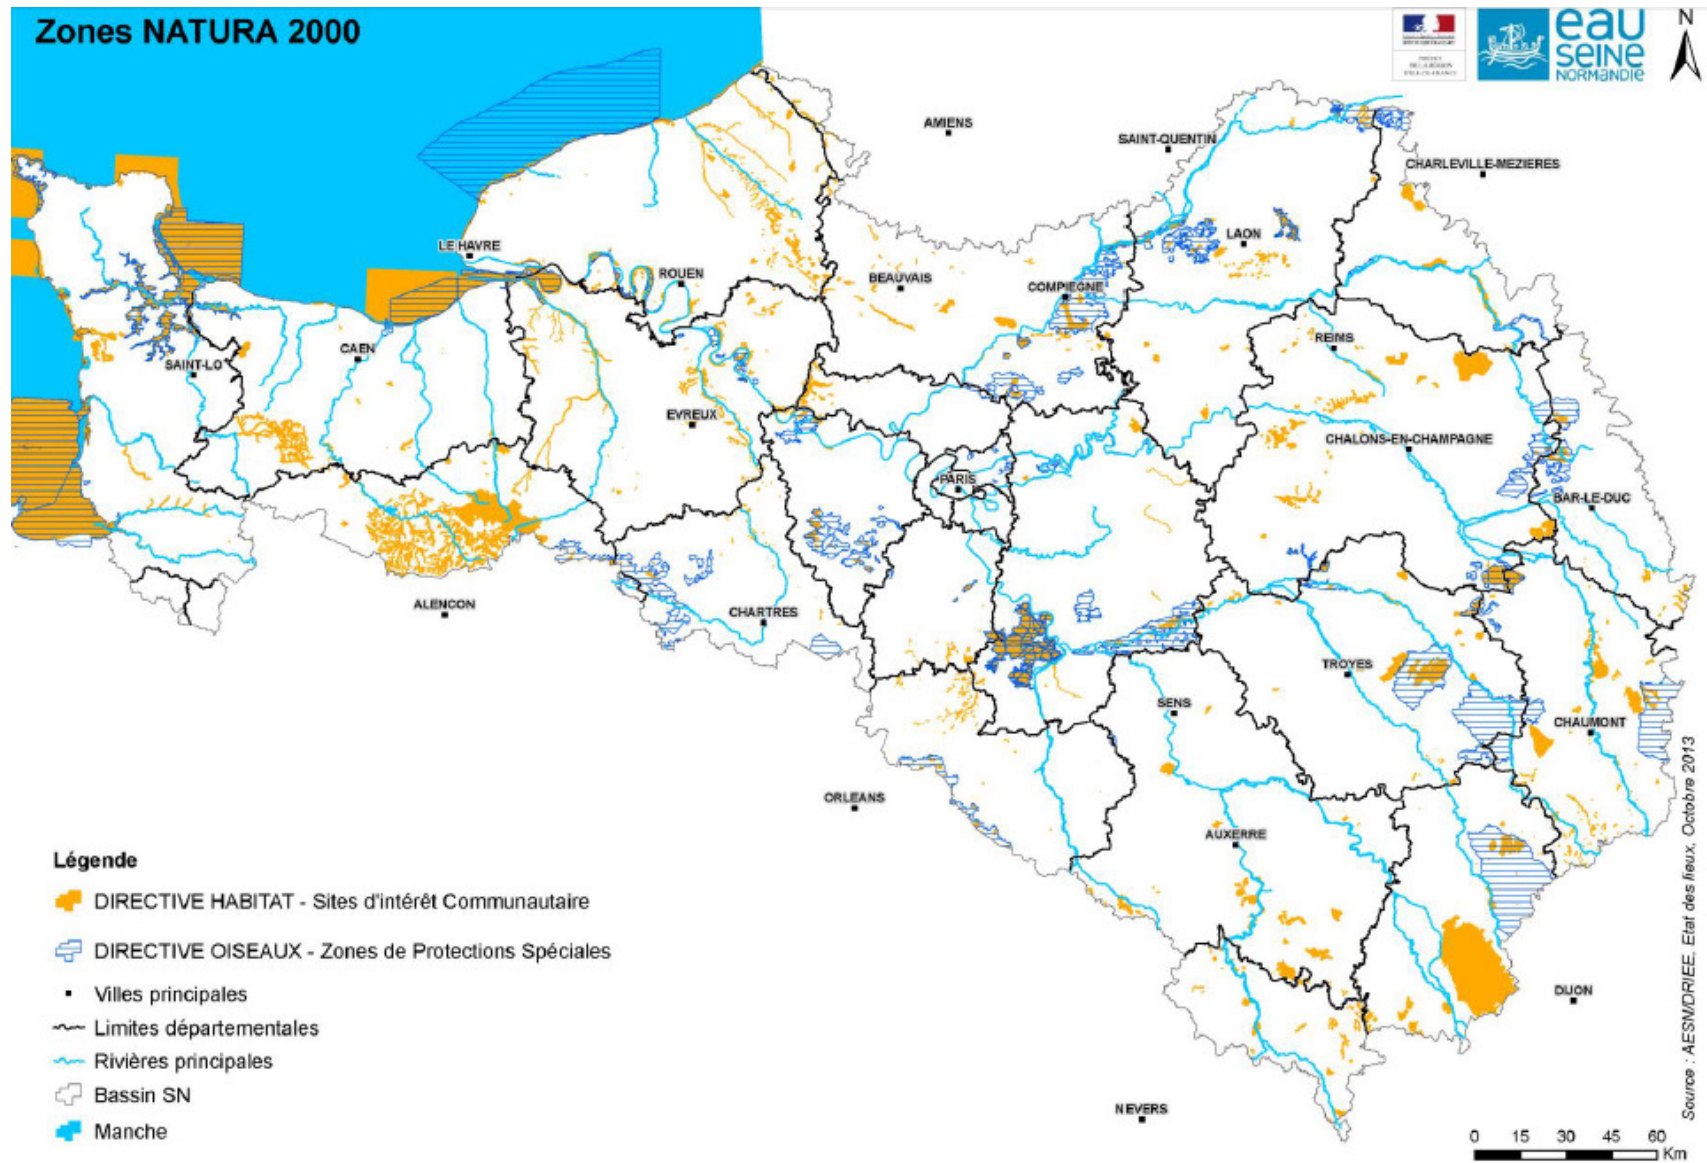 Zones NATURA 2000
eau
SEINE
NORMANDIE
N
AMIENS
SAINT-QUENTIN
CHARLEVILLE-MEZIERES
LE HAVRE
ROUEN
BEAUVAIS
LAON
COMPIEGNE
SAINT-LO
CAEN
REIMS
EVREUX
CHALONS-EN-CHAMPAGNE
PARIS
BAR-LE-DUC
ALENCON
CHARTRES
TROYES
SENS
CHAUMONT
ORLEANS
AUXERRE
DIJON
NEVERS
Légende
DIRECTIVE HABITAT - Sites d'intérêt Communautaire
DIRECTIVE OISEAUX - Zones de Protections Spéciales
Villes principales
Limites départementales
Rivières principales
Bassin SN
Manche
Source : AESN/DRIEE, Etat des lieux, Octobre 2013
0 15 30 45 60
Km